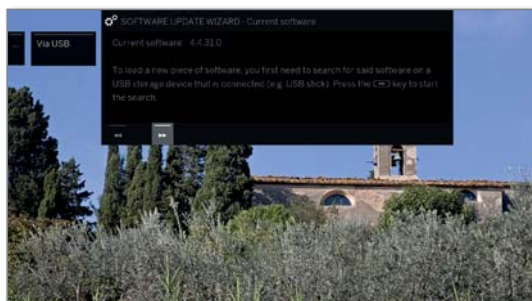 SOFTWARE UPDATE WIZARD - Current software
... Via USB
Current software: 4.4.31.0
To load a new piece of software, you first need to search for said software on a
USB storage device that is connected (e.g. USB stick). Press the key to start
the search.